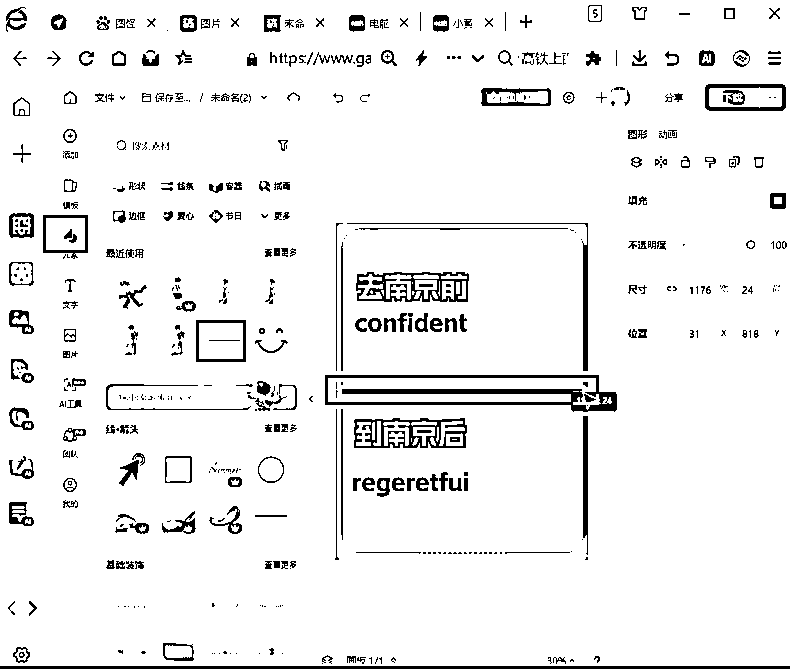 图怪 图片 未命 电商 小黄
https://www.ga 高铁上
文件 保存至... / 未命名(2) 分享
添加
模板
元素
文字
图片
AI工具
团队
我的
搜索素材
形状 线条 容器 插画
边框 爱心 节日 更多
最近使用 查看更多
线·箭头 查看更多
Summer
基础装饰 查看更多
去南京前
confident
到南京后
regeretfui
图形 动画
填充
不透明度 100
尺寸 1176 24
位置 31 X 818 Y
1/1